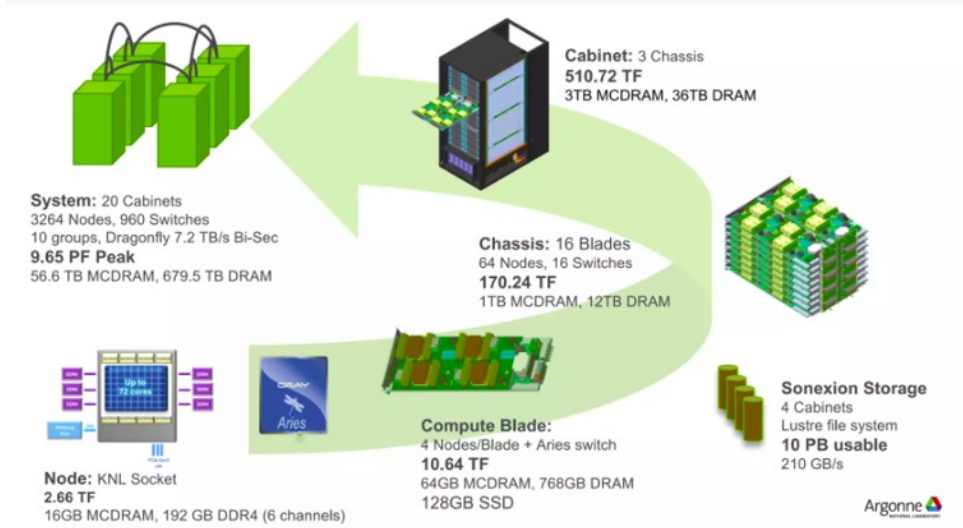 Cabinet: 3 Chassis
510.72 TF
3TB MCDRAM, 36TB DRAM
System: 20 Cabinets
3264 Nodes, 960 Switches
10 groups, Dragonfly 7.2 TB/s Bi-Sec
9.65 PF Peak
56.6 TB MCDRAM, 679.5 TB DRAM
Chassis: 16 Blades
64 Nodes, 16 Switches
170.24 TF
1TB MCDRAM, 12TB DRAM
Up to
72 cores
CRAY
Aries
Compute Blade:
4 Nodes/Blade + Aries switch
10.64 TF
64GB MCDRAM, 768GB DRAM
128GB SSD
Sonexion Storage
4 Cabinets
Lustre file system
10 PB usable
210 GB/s
Node: KNL Socket
2.66 TF
16GB MCDRAM, 192 GB DDR4 (6 channels)
Argonne
NATIONAL LABORATORY